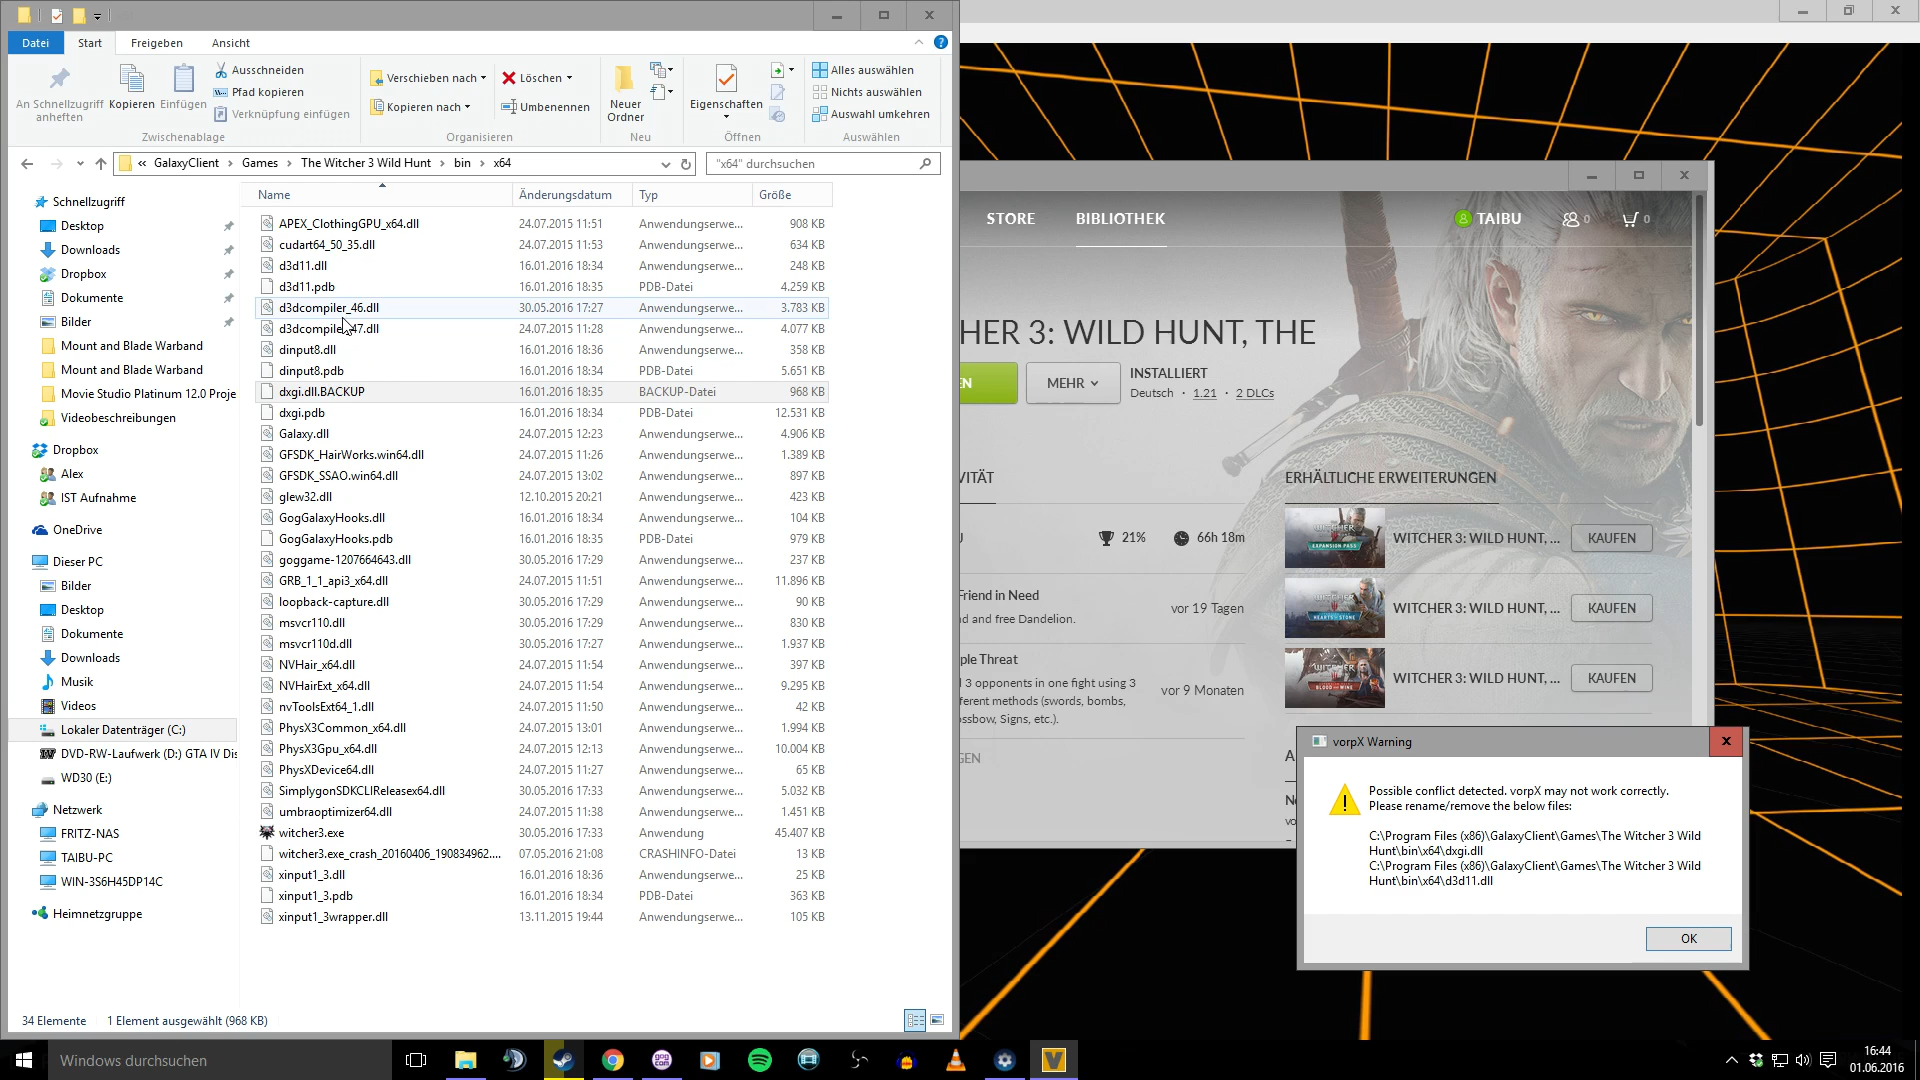 Datei Start Freigeben Ansicht
Ausschneiden
Pfad kopieren
Verknüpfung einfügen
An Schnellzugriff
anheften
Kopieren Einfügen
Zwischenablage
Verschieben nach
Kopieren nach
Löschen
Umbenennen
Organisieren
Neuer
Ordner
Neu
Eigenschaften
Öffnen
Alles auswählen
Nichts auswählen
Auswahl umkehren
Auswählen
« GalaxyClient › Games › The Witcher 3 Wild Hunt › bin › x64
"x64" durchsuchen
Schnellzugriff
Desktop
Downloads
Dropbox
Dokumente
Bilder
Mount and Blade Warband
Mount and Blade Warband
Movie Studio Platinum 12.0 Proje
Videobeschreibungen
Dropbox
Alex
IST Aufnahme
OneDrive
Dieser PC
Bilder
Desktop
Dokumente
Downloads
Musik
Videos
Lokaler Datenträger (C:)
DVD-RW-Laufwerk (D:) GTA IV Dis
WD30 (E:)
Netzwerk
FRITZ-NAS
TAIBU-PC
WIN-3S6H45DP14C
Heimnetzgruppe
Name Änderungsdatum Typ Größe
APEX_ClothingGPU_x64.dll 24.07.2015 11:51 Anwendungserwe... 908 KB
cudart64_50_35.dll 24.07.2015 11:53 Anwendungserwe... 634 KB
d3d11.dll 16.01.2016 18:34 Anwendungserwe... 248 KB
d3d11.pdb 16.01.2016 18:35 PDB-Datei 4.259 KB
d3dcompiler_46.dll 30.05.2016 17:27 Anwendungserwe... 3.783 KB
d3dcompiler_47.dll 24.07.2015 11:28 Anwendungserwe... 4.077 KB
dinput8.dll 16.01.2016 18:36 Anwendungserwe... 358 KB
dinput8.pdb 16.01.2016 18:34 PDB-Datei 5.651 KB
dxgi.dll.BACKUP 16.01.2016 18:35 BACKUP-Datei 968 KB
dxgi.pdb 16.01.2016 18:34 PDB-Datei 12.531 KB
Galaxy.dll 24.07.2015 12:23 Anwendungserwe... 4.906 KB
GFSDK_HairWorks.win64.dll 24.07.2015 11:26 Anwendungserwe... 1.389 KB
GFSDK_SSAO.win64.dll 24.07.2015 13:02 Anwendungserwe... 897 KB
glew32.dll 12.10.2015 20:21 Anwendungserwe... 423 KB
GogGalaxyHooks.dll 16.01.2016 18:34 Anwendungserwe... 104 KB
GogGalaxyHooks.pdb 16.01.2016 18:35 PDB-Datei 979 KB
goggame-1207664643.dll 30.05.2016 17:29 Anwendungserwe... 237 KB
GRB_1_1_api3_x64.dll 24.07.2015 11:51 Anwendungserwe... 11.896 KB
loopback-capture.dll 30.05.2016 17:29 Anwendungserwe... 90 KB
msvcr110.dll 30.05.2016 17:29 Anwendungserwe... 830 KB
msvcr110d.dll 30.05.2016 17:27 Anwendungserwe... 1.937 KB
NVHair_x64.dll 24.07.2015 11:54 Anwendungserwe... 397 KB
NVHairExt_x64.dll 24.07.2015 11:54 Anwendungserwe... 9.295 KB
nvToolsExt64_1.dll 24.07.2015 11:50 Anwendungserwe... 42 KB
PhysX3Common_x64.dll 24.07.2015 13:01 Anwendungserwe... 1.994 KB
PhysX3Gpu_x64.dll 24.07.2015 12:13 Anwendungserwe... 10.004 KB
PhysXDevice64.dll 24.07.2015 11:27 Anwendungserwe... 65 KB
SimplygonSDKCLIReleasex64.dll 30.05.2016 17:33 Anwendungserwe... 5.032 KB
umbraoptimizer64.dll 24.07.2015 11:38 Anwendungserwe... 1.451 KB
witcher3.exe 30.05.2016 17:33 Anwendung 45.407 KB
witcher3.exe_crash_20160406_190834962.... 07.05.2016 21:08 CRASHINFO-Datei 13 KB
xinput1_3.dll 16.01.2016 18:36 Anwendungserwe... 25 KB
xinput1_3.pdb 16.01.2016 18:34 PDB-Datei 363 KB
xinput1_3wrapper.dll 13.11.2015 19:44 Anwendungserwe... 105 KB
34 Elemente 1 Element ausgewählt (968 KB)
STORE BIBLIOTHEK TAIBU 0 0
HER 3: WILD HUNT, THE
EN MEHR
INSTALLIERT
Deutsch · 1.21 · 2 DLCs
VITÄT
U 21% 66h 18m
Friend in Need
d and free Dandelion.
vor 19 Tagen
ple Threat
l 3 opponents in one fight using 3
fferent methods (swords, bombs,
ossbow, Signs, etc.).
vor 9 Monaten
GEN
ERHÄLTLICHE ERWEITERUNGEN
WITCHER
EXPANSION PASS
WITCHER 3: WILD HUNT, ... KAUFEN
WITCHER
HEARTS OF STONE
WITCHER 3: WILD HUNT, ... KAUFEN
WITCHER
BLOOD AND WINE
WITCHER 3: WILD HUNT, ... KAUFEN
vorpX Warning
Possible conflict detected. vorpX may not work correctly.
Please rename/remove the below files:
C:\Program Files (x86)\GalaxyClient\Games\The Witcher 3 Wild
Hunt\bin\x64\dxgi.dll
C:\Program Files (x86)\GalaxyClient\Games\The Witcher 3 Wild
Hunt\bin\x64\d3d11.dll
OK
Windows durchsuchen
16:44
01.06.2016